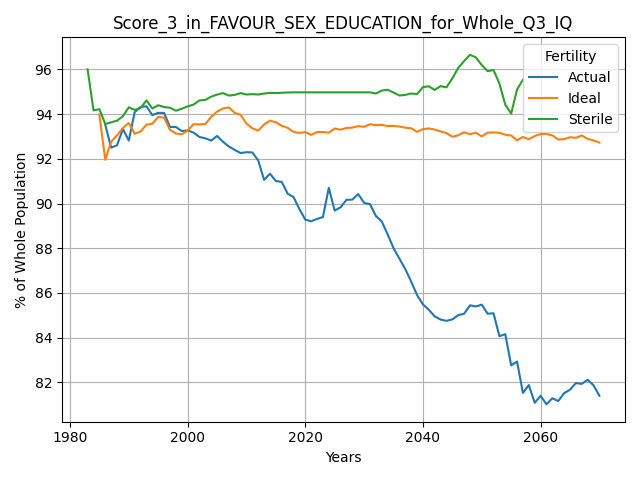 Score_3_in_FAVOUR_SEX_EDUCATION_for_Whole_Q3_IQ
% of Whole Population
96
94
92
90
88
86
84
82
Fertility
Actual
Ideal
Sterile
1980
2000
2020
2040
2060
Years